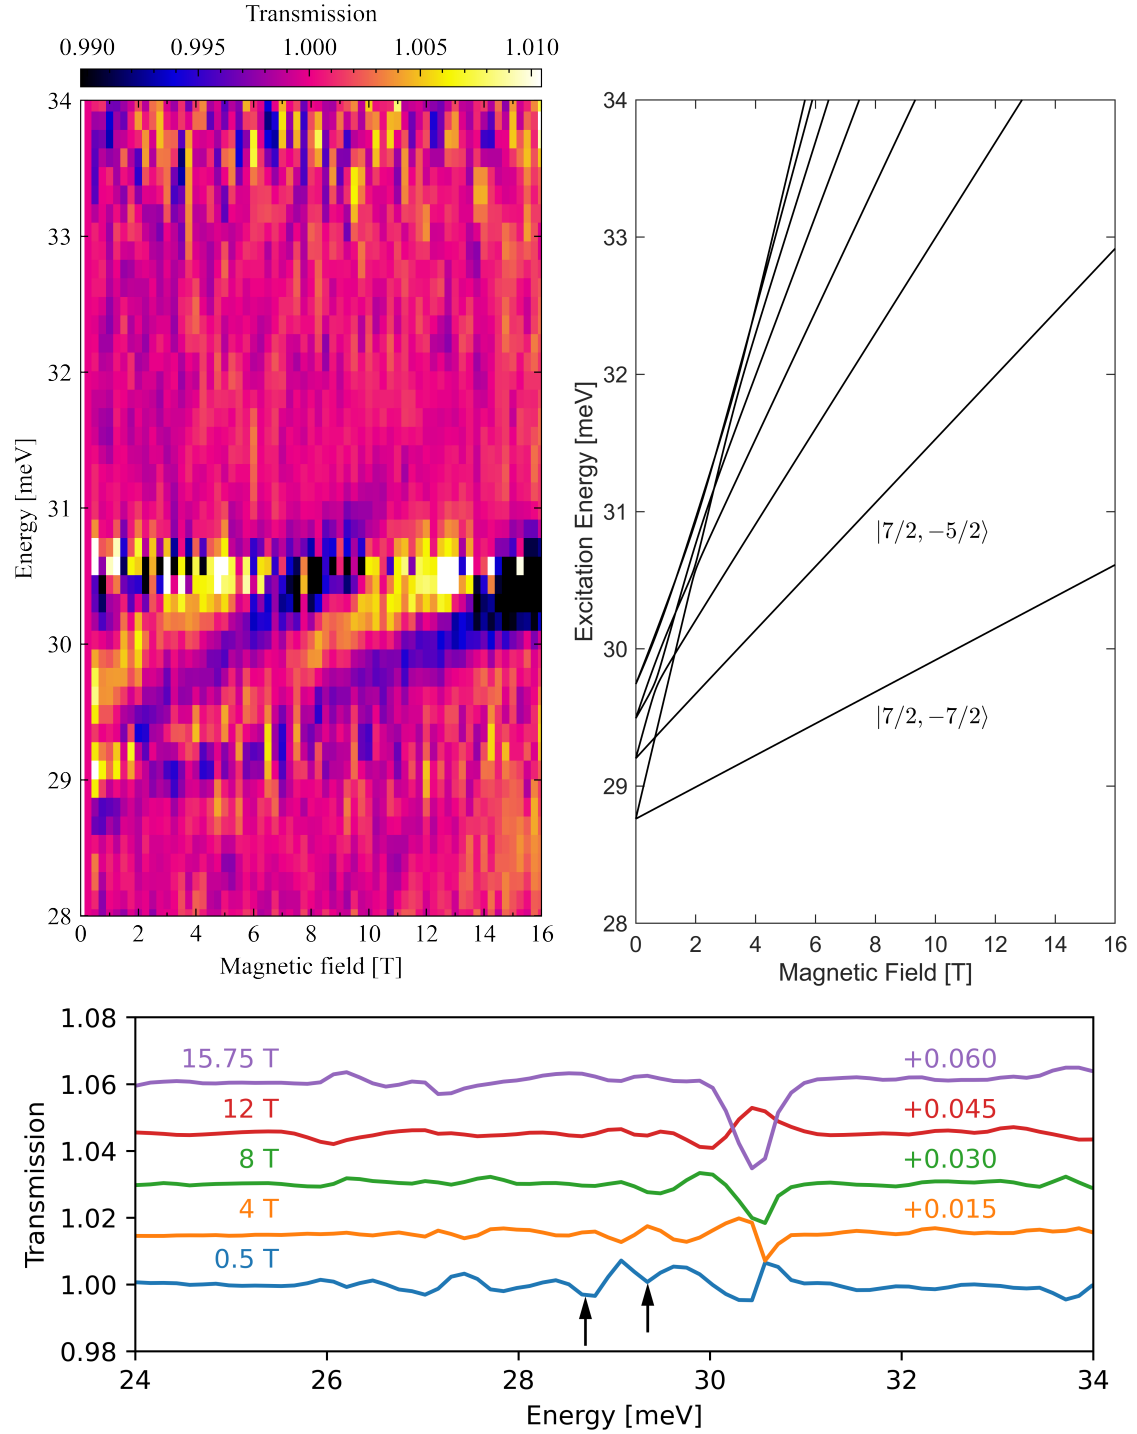 Transmission
0.990 0.995 1.000 1.005 1.010
34
33
32
31
30
29
28
Energy [meV]
0 2 4 6 8 10 12 14 16
Magnetic field [T]
34
33
32
31
30
29
28
Excitation Energy [meV]
|7/2, −5/2⟩
|7/2, −7/2⟩
0 2 4 6 8 10 12 14 16
Magnetic Field [T]
1.08
1.06
1.04
1.02
1.00
0.98
Transmission
15.75 T +0.060
12 T +0.045
8 T +0.030
4 T +0.015
0.5 T
24 26 28 30 32 34
Energy [meV]